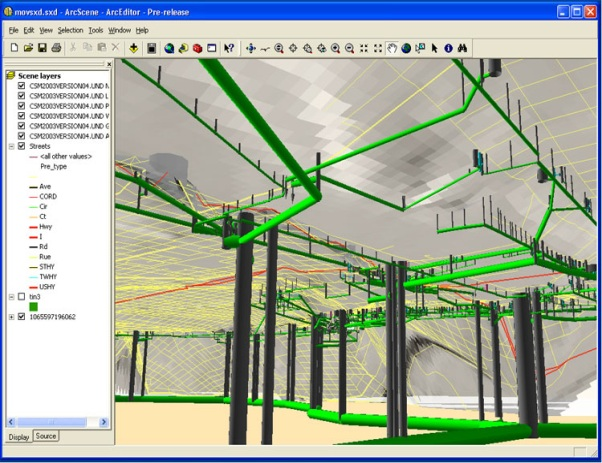 movsxd.sxd - ArcScene - ArcEditor - Pre-release
File Edit View Selection Tools Window Help
Scene layers
CSM2003VERSION04.UND
CSM2003VERSION04.UND L
CSM2003VERSION04.UND P
CSM2003VERSION04.UND
CSM2003VERSION04.UND G
CSM2003VERSION04.UND A
Streets
<all other values>
Pre_type
Ave
CORD
Cir
Ct
Hwy
I
Rd
Rue
STHY
TWHY
USHY
tin3
1065597196062
Display Source